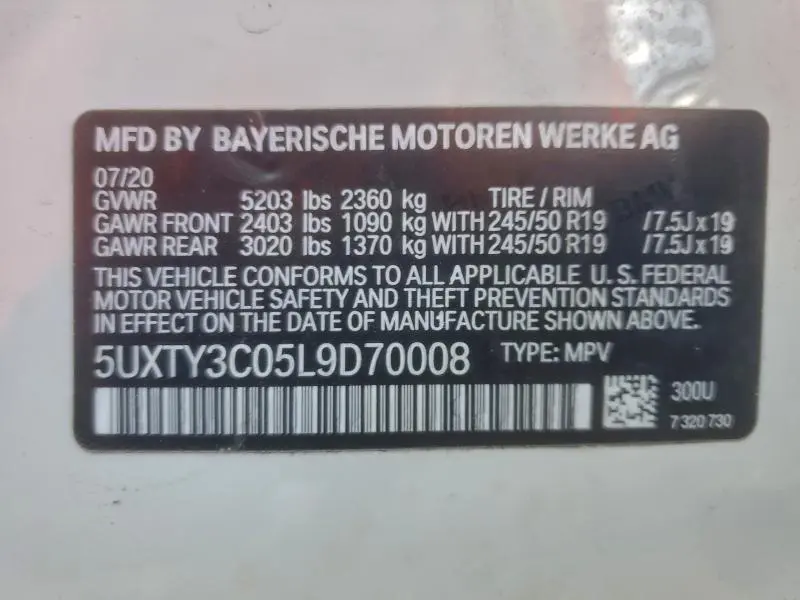 MFD BY BAYERISCHE MOTOREN WERKE AG
07/20
GVWR 5203 lbs 2360 kg TIRE / RIM
GAWR FRONT 2403 lbs 1090 kg WITH 245/50 R19 /7.5J x 19
GAWR REAR 3020 lbs 1370 kg WITH 245/50 R19 /7.5J x 19
THIS VEHICLE CONFORMS TO ALL APPLICABLE U. S. FEDERAL
MOTOR VEHICLE SAFETY AND THEFT PREVENTION STANDARDS
IN EFFECT ON THE DATE OF MANUFACTURE SHOWN ABOVE
5UXTY3C05L9D70008 TYPE: MPV
300U
7 320 730